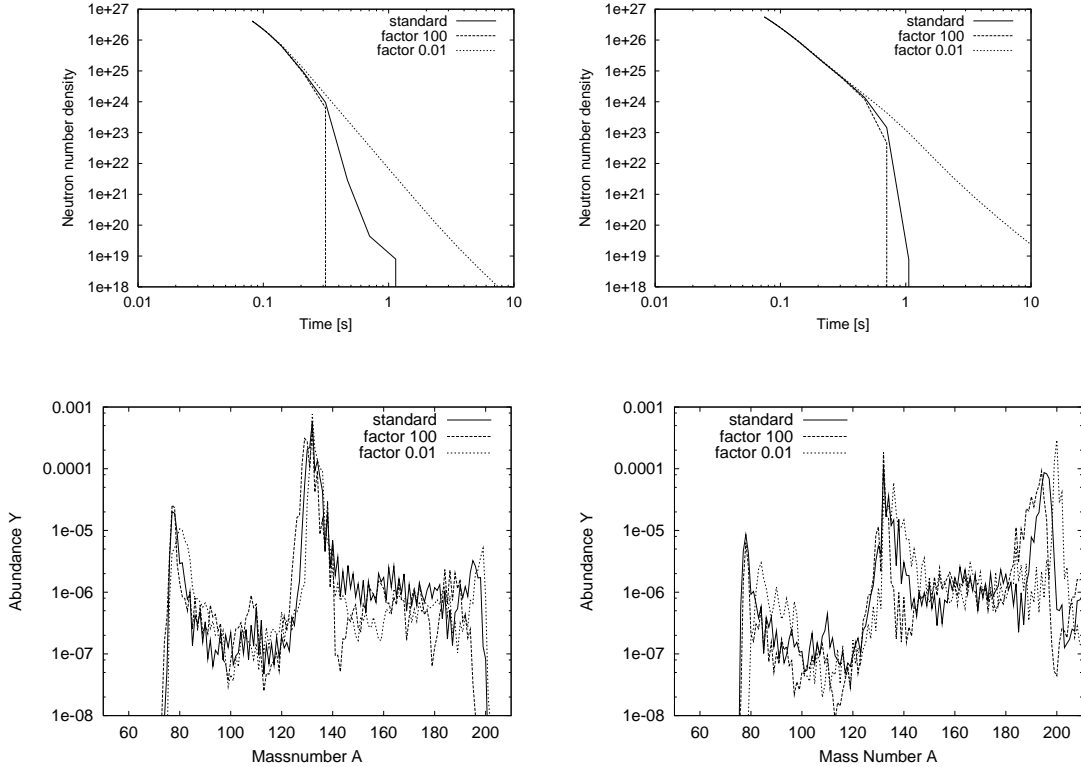 Neutron number density
1e+27
1e+26
1e+25
1e+24
1e+23
1e+22
1e+21
1e+20
1e+19
1e+18
0.01
0.1
1
10
Time [s]
standard
factor 100
factor 0.01
Neutron number density
1e+27
1e+26
1e+25
1e+24
1e+23
1e+22
1e+21
1e+20
1e+19
1e+18
0.01
0.1
1
10
Time [s]
standard
factor 100
factor 0.01
Abundance Y
0.001
0.0001
1e-05
1e-06
1e-07
1e-08
60 80 100 120 140 160 180 200
Massnumber A
standard
factor 100
factor 0.01
Abundance Y
0.001
0.0001
1e-05
1e-06
1e-07
1e-08
60 80 100 120 140 160 180 200
Mass Number A
standard
factor 100
factor 0.01